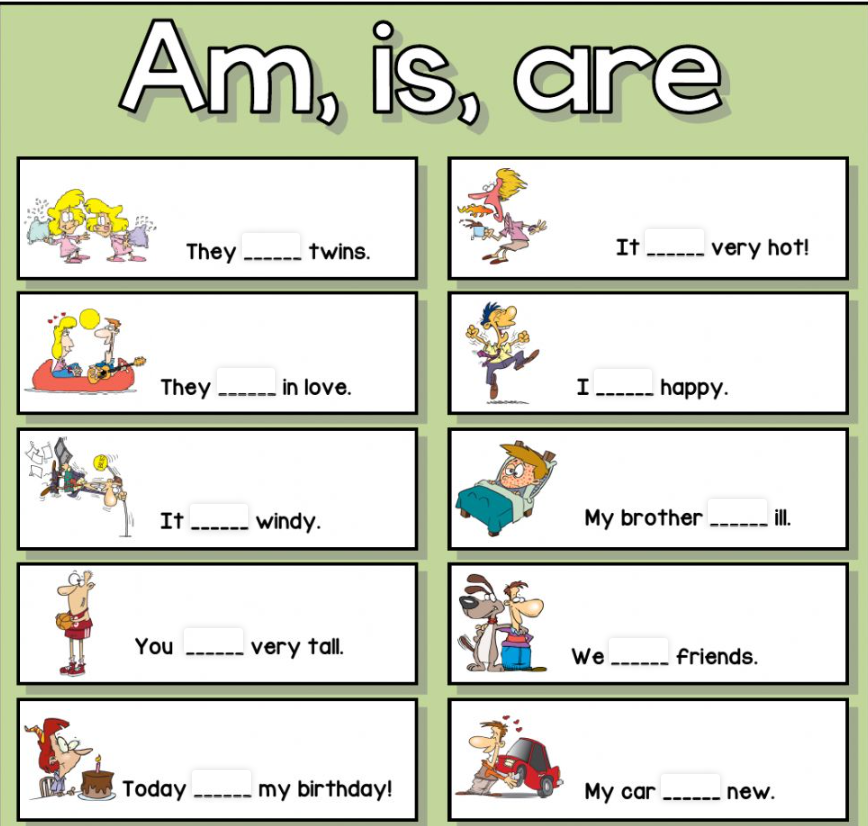 Am, is, are
They ______ twins.
It ______ very hot!
They ______ in love.
I ______ happy.
It ______ windy.
My brother ______ ill.
You ______ very tall.
We ______ friends.
Today ______ my birthday!
My car ______ new.